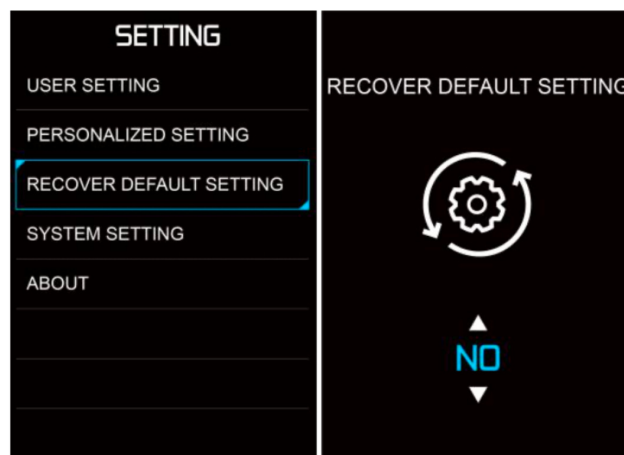 SETTING
USER SETTING
PERSONALIZED SETTING
RECOVER DEFAULT SETTING
SYSTEM SETTING
ABOUT
RECOVER DEFAULT SETTING
NO